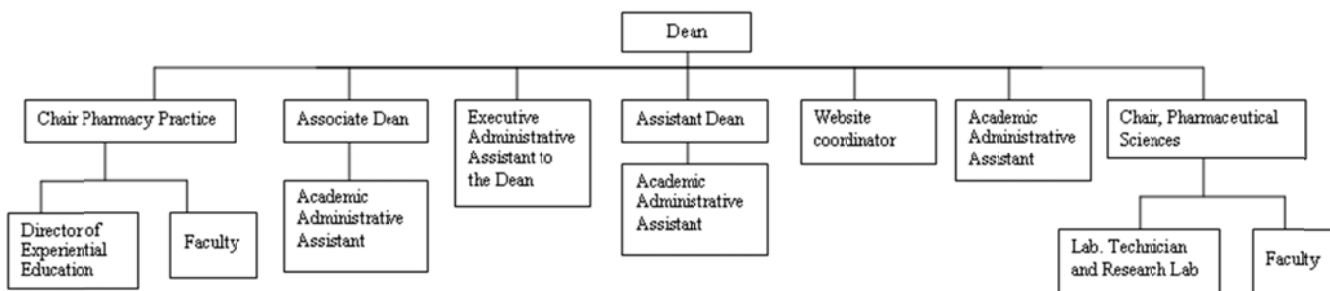 Dean
Chair Pharmacy Practice
Associate Dean
Executive
Administrative
Assistant to
the Dean
Assistant Dean
Website
coordinator
Academic
Administrative
Assistant
Chair, Pharmaceutical
Sciences
Director of
Experiential
Education
Faculty
Academic
Administrative
Assistant
Academic
Administrative
Assistant
Lab. Technician
and Research Lab
Faculty